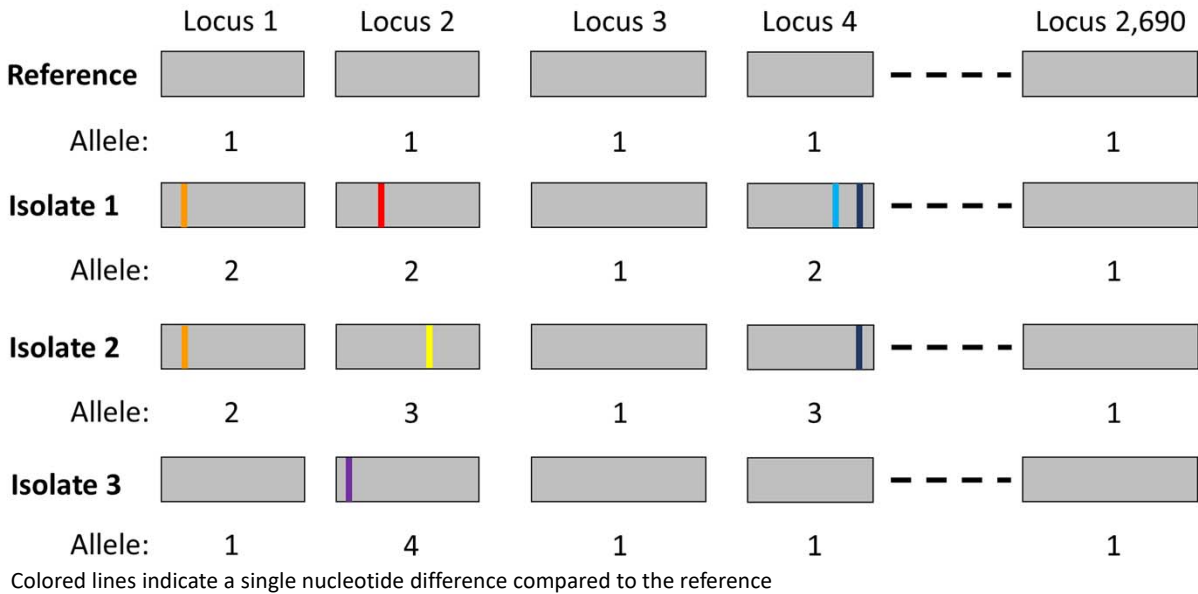 Locus 1 Locus 2 Locus 3 Locus 4 Locus 2,690
Reference
Allele: 1 1 1 1 1
Isolate 1
Allele: 2 2 1 2 1
Isolate 2
Allele: 2 3 1 3 1
Isolate 3
Allele: 1 4 1 1 1
Colored lines indicate a single nucleotide difference compared to the reference